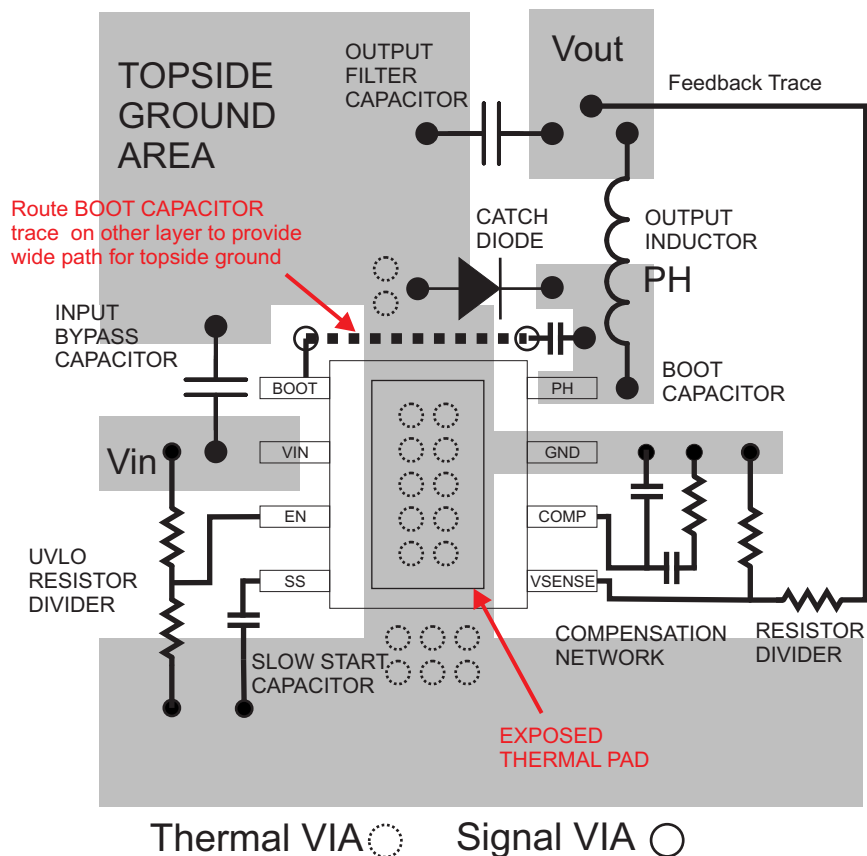 TOPSIDE
GROUND
AREA
OUTPUT
FILTER
CAPACITOR
Vout
Feedback Trace
Route BOOT CAPACITOR
trace on other layer to provide
wide path for topside ground
CATCH
DIODE
OUTPUT
INDUCTOR
PH
INPUT
BYPASS
CAPACITOR
BOOT
CAPACITOR
BOOT
PH
Vin
VIN
GND
EN
COMP
UVLO
RESISTOR
DIVIDER
SS
VSENSE
SLOW START
CAPACITOR
COMPENSATION
NETWORK
RESISTOR
DIVIDER
EXPOSED
THERMAL PAD
Thermal VIA
Signal VIA